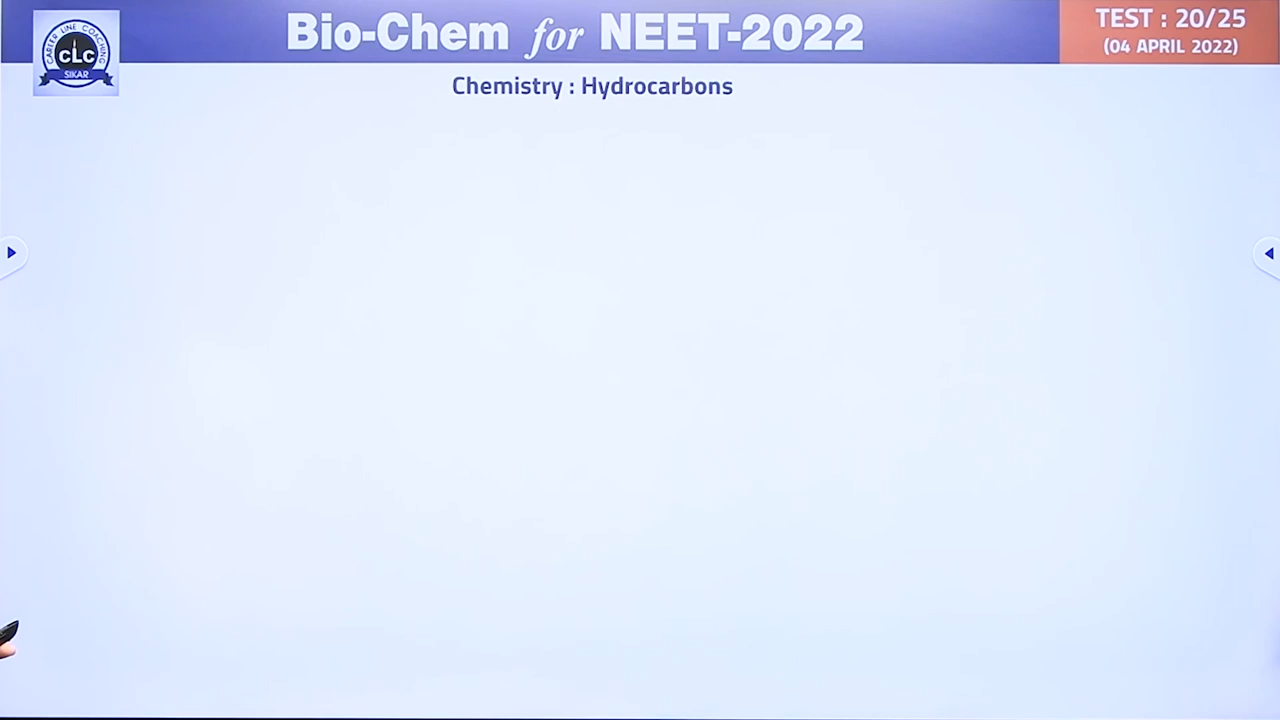 Bio-Chem for NEET-2022
TEST : 20/25
(04 APRIL 2022)
CAREER LINE COACHING
CLC
SIKAR
Chemistry : Hydrocarbons